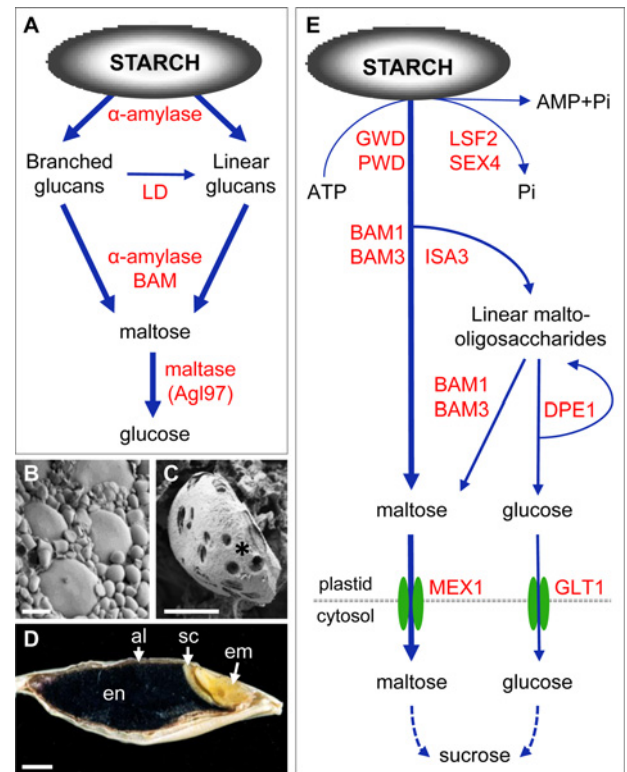 A
STARCH
α-amylase
Branched
glucans
Linear
glucans
LD
α-amylase
BAM
maltose
maltase
(Agl97)
glucose
B
C
*
D
al
sc
em
en
E
STARCH
AMP+Pi
GWD
PWD
LSF2
SEX4
ATP
Pi
BAM1
BAM3
ISA3
Linear malto-
oligosaccharides
BAM1
BAM3
DPE1
maltose
glucose
plastid
cytosol
MEX1
GLT1
maltose
glucose
sucrose